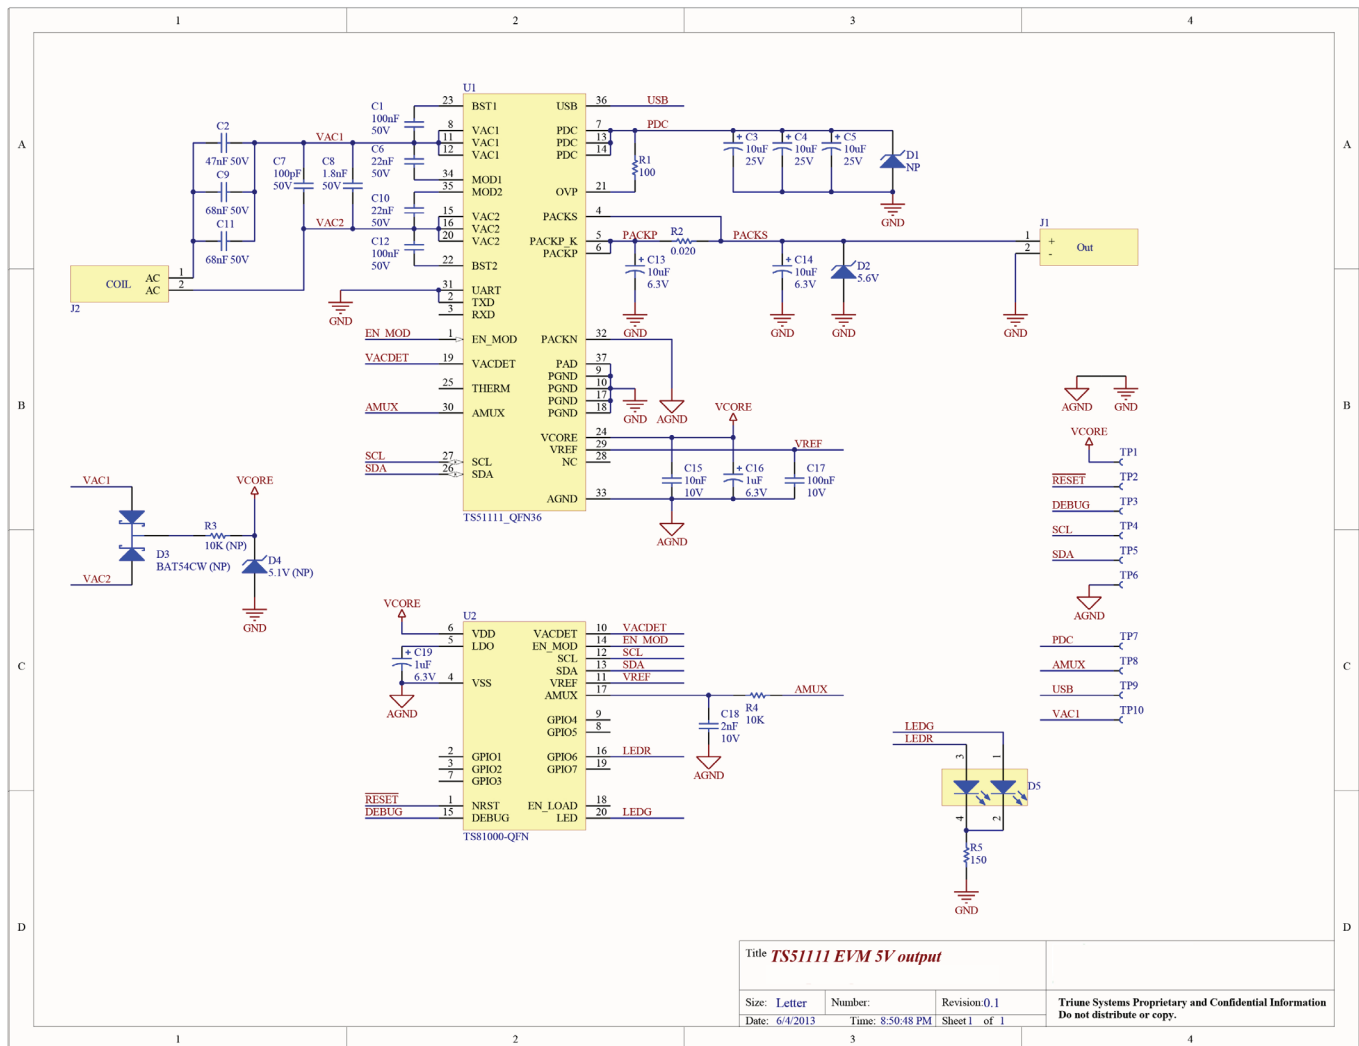 1 2 3 4
A A
B B
C C
D D
1 2 3 4
U1
23 BST1 USB 36 USB
8 VAC1 PDC 7 PDC
11 VAC1 PDC 13
12 VAC1 PDC 14
34 MOD1
35 MOD2 OVP 21
15 VAC2 PACKS 4
16 VAC2
20 VAC2 PACKP_K 5 PACKP
PACKP 6
22 BST2
31 UART
2 TXD
3 RXD
EN MOD 1 EN_MOD PACKN 32
VACDET 19 VACDET PAD 37
PGND 9
25 THERM PGND 10
PGND 17
AMUX 30 AMUX PGND 18
VCORE 24
VREF 29 VREF
SCL 27 SCL NC 28
SDA 26 SDA
AGND 33
TS51111_QFN36
C1
100nF
50V
C2
47nF 50V
VAC1
C6
22nF
50V
C7
100pF
50V
C8
1.8nF
50V
C9
68nF 50V
C10
22nF
50V
C11
68nF 50V
VAC2
C12
100nF
50V
COIL AC 1
AC 2
J2
GND
R1
100
+ C3
10uF
25V
+ C4
10uF
25V
+ C5
10uF
25V
D1
NP
GND
R2
0.020
PACKS
+ C13
10uF
6.3V
GND
+ C14
10uF
6.3V
GND
D2
5.6V
GND
J1
1 +
2 -
Out
GND
GND
AGND
VCORE
C15
10nF
10V
+ C16
1uF
6.3V
C17
100nF
10V
AGND
AGND GND
VCORE
TP1
RESET TP2
DEBUG TP3
SCL TP4
SDA TP5
TP6
AGND
PDC TP7
AMUX TP8
USB TP9
VAC1 TP10
VAC1
VCORE
R3
10K (NP)
D3
BAT54CW (NP)
D4
5.1V (NP)
VAC2
GND
VCORE
U2
6 VDD VACDET 10 VACDET
5 LDO EN_MOD 14 EN MOD
SCL 12 SCL
SDA 13 SDA
4 VSS VREF 11 VREF
AMUX 17 AMUX
GPIO4 9
GPIO5 8
2 GPIO1 GPIO6 16 LEDR
3 GPIO2 GPIO7 19
7 GPIO3
RESET 1 NRST EN_LOAD 18
DEBUG 15 DEBUG LED 20 LEDG
TS81000-QFN
+ C19
1uF
6.3V
AGND
R4
10K
C18
2nF
10V
AGND
LEDG
LEDR
3 1
D5
4 2
R5
150
GND
Title TS51111 EVM 5V output
Size: Letter Number: Revision:0.1
Date: 6/4/2013 Time: 8:50:48 PM Sheet1 of 1
Triune Systems Proprietary and Confidential Information
Do not distribute or copy.